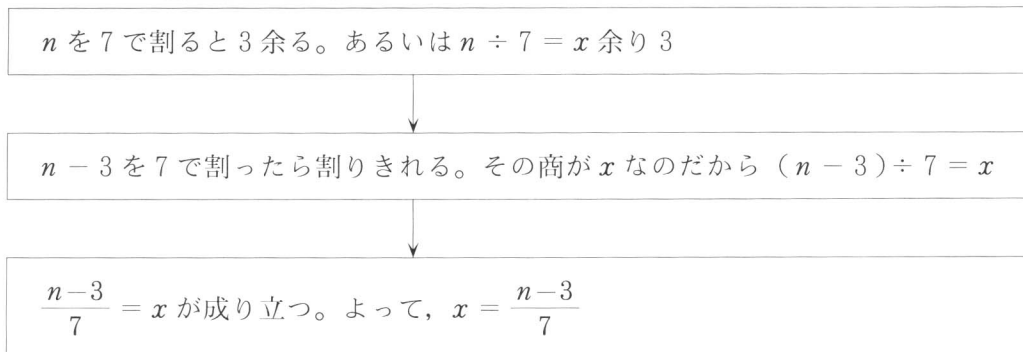 n を 7 で割ると 3 余る。あるいは n ÷ 7 = x 余り 3
n − 3 を 7 で割ったら割りきれる。その商が x なのだから (n − 3) ÷ 7 = x
\frac{n-3}{7} = x が成り立つ。よって, x = \frac{n-3}{7}